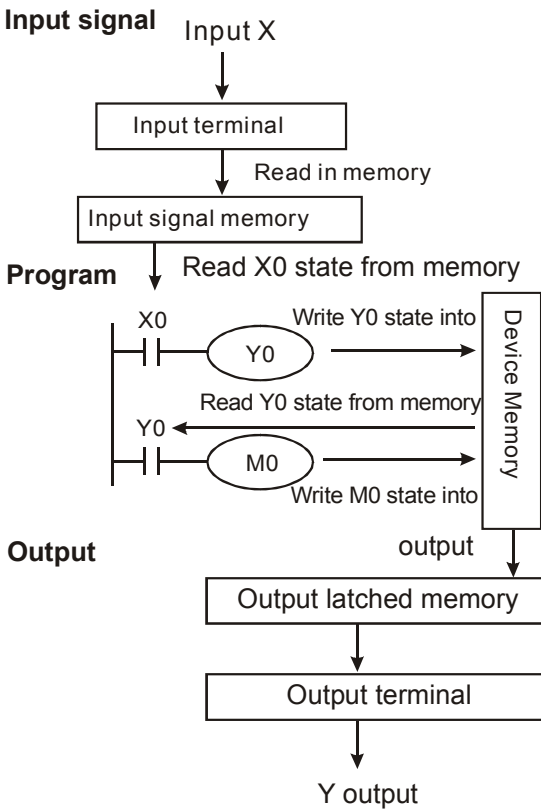 Input signal
Input X
Input terminal
Read in memory
Input signal memory
Read X0 state from memory
Program
X0
Write Y0 state into
Y0
Device Memory
Read Y0 state from memory
Y0
M0
Write M0 state into
Output
output
Output latched memory
Output terminal
Y output